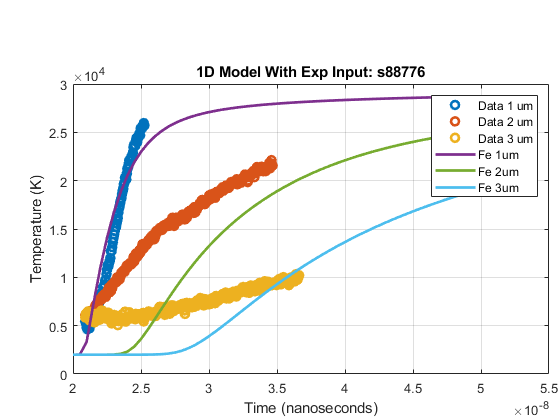 1D Model With Exp Input: s88776
×10⁴
3
2.5
2
1.5
1
0.5
0
Temperature (K)
Data 1 um
Data 2 um
Data 3 um
Fe 1um
Fe 2um
Fe 3um
2 2.5 3 3.5 4 4.5 5 5.5
Time (nanoseconds)
×10⁻⁸